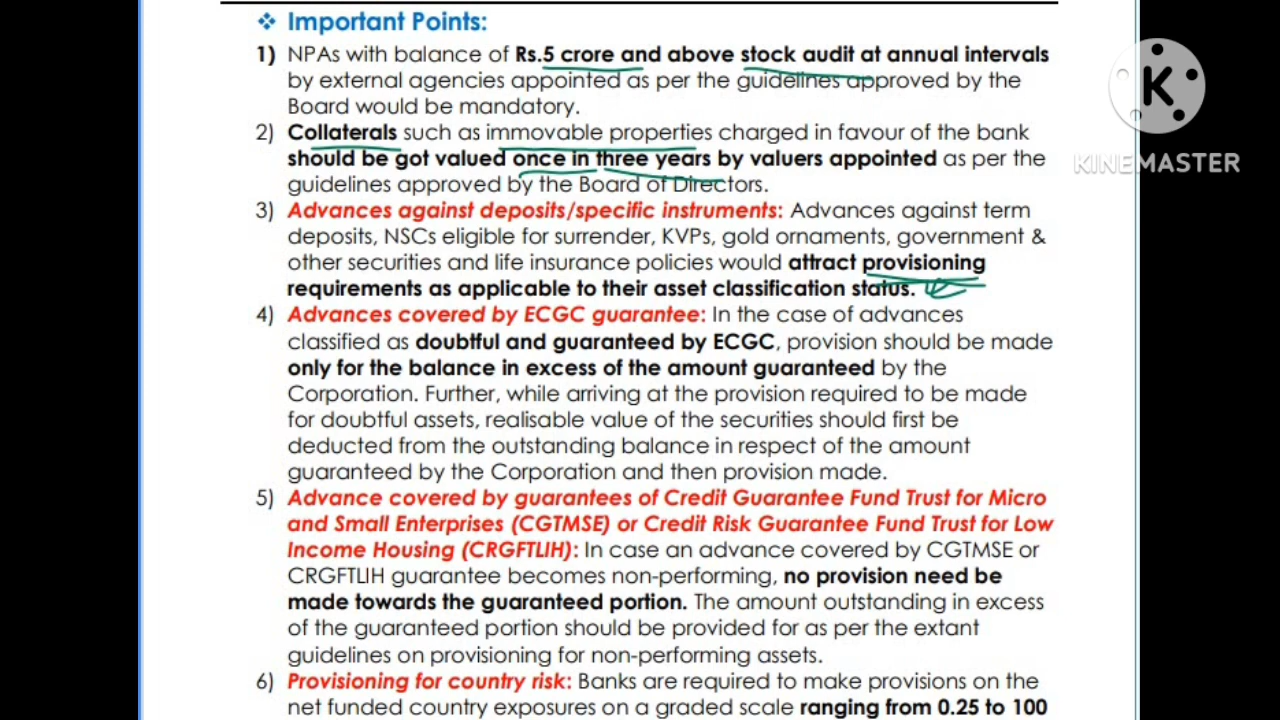 ❖ Important Points:
1) NPAs with balance of Rs.5 crore and above stock audit at annual intervals
by external agencies appointed as per the guidelines approved by the
Board would be mandatory.
2) Collaterals such as immovable properties charged in favour of the bank
should be got valued once in three years by valuers appointed as per the
guidelines approved by the Board of Directors.
3) Advances against deposits/specific instruments: Advances against term
deposits, NSCs eligible for surrender, KVPs, gold ornaments, government &
other securities and life insurance policies would attract provisioning
requirements as applicable to their asset classification status.
4) Advances covered by ECGC guarantee: In the case of advances
classified as doubtful and guaranteed by ECGC, provision should be made
only for the balance in excess of the amount guaranteed by the
Corporation. Further, while arriving at the provision required to be made
for doubtful assets, realisable value of the securities should first be
deducted from the outstanding balance in respect of the amount
guaranteed by the Corporation and then provision made.
5) Advance covered by guarantees of Credit Guarantee Fund Trust for Micro
and Small Enterprises (CGTMSE) or Credit Risk Guarantee Fund Trust for Low
Income Housing (CRGFTLIH): In case an advance covered by CGTMSE or
CRGFTLIH guarantee becomes non-performing, no provision need be
made towards the guaranteed portion. The amount outstanding in excess
of the guaranteed portion should be provided for as per the extant
guidelines on provisioning for non-performing assets.
6) Provisioning for country risk: Banks are required to make provisions on the
net funded country exposures on a graded scale ranging from 0.25 to 100
K
KINEMASTER